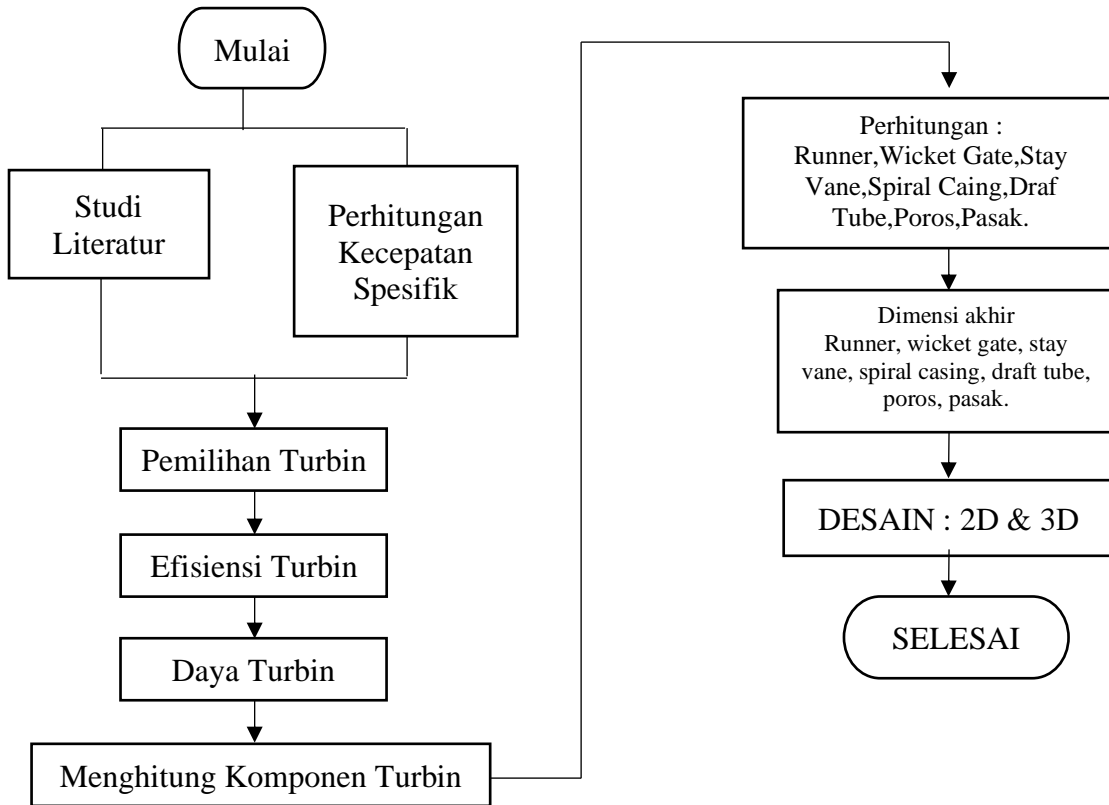 Mulai
Studi
Literatur
Perhitungan
Kecepatan
Spesifik
Pemilihan Turbin
Efisiensi Turbin
Daya Turbin
Menghitung Komponen Turbin
Perhitungan :
Runner,Wicket Gate,Stay
Vane,Spiral Caing,Draf
Tube,Poros,Pasak.
Dimensi akhir
Runner, wicket gate, stay
vane, spiral casing, draft tube,
poros, pasak.
DESAIN : 2D & 3D
SELESAI